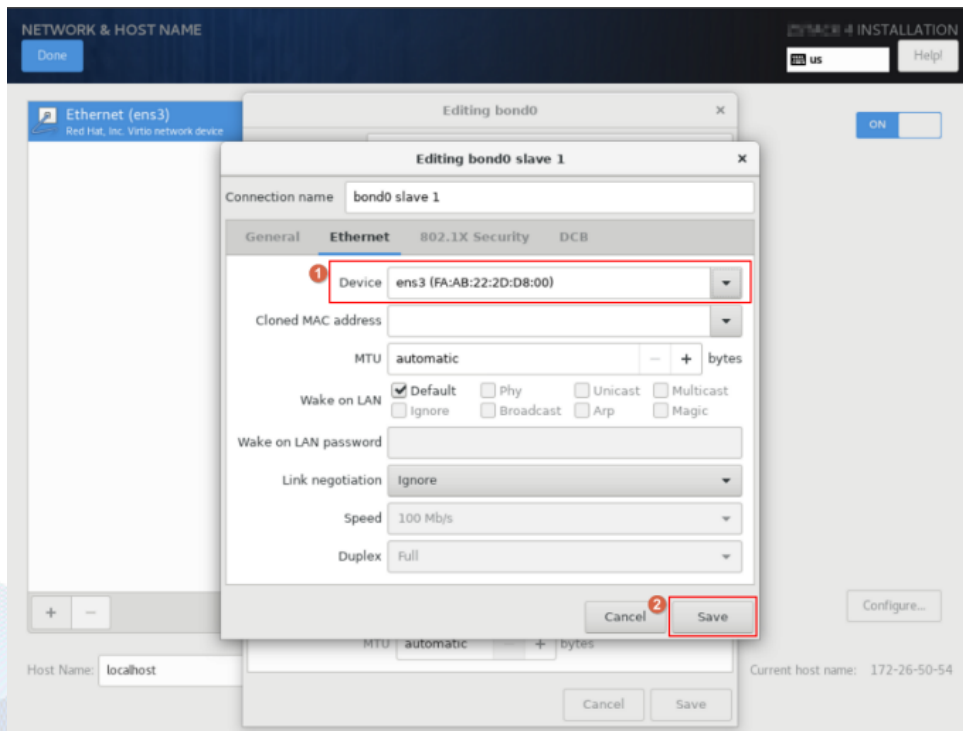 NETWORK & HOST NAME
4 INSTALLATION
Done
us
Help!
Ethernet (ens3)
Red Hat, Inc. Virtio network device
Editing bond0
ON
Editing bond0 slave 1
Connection name bond0 slave 1
General Ethernet 802.1X Security DCB
1
Device ens3 (FA:AB:22:2D:D8:00)
Cloned MAC address
MTU automatic − + bytes
Wake on LAN Default Phy Unicast Multicast
Ignore Broadcast Arp Magic
Wake on LAN password
Link negotiation Ignore
Speed 100 Mb/s
Duplex Full
Cancel 2 Save
+ −
Configure...
MTU automatic − + bytes
Host Name: localhost
Current host name: 172-26-50-54
Cancel Save